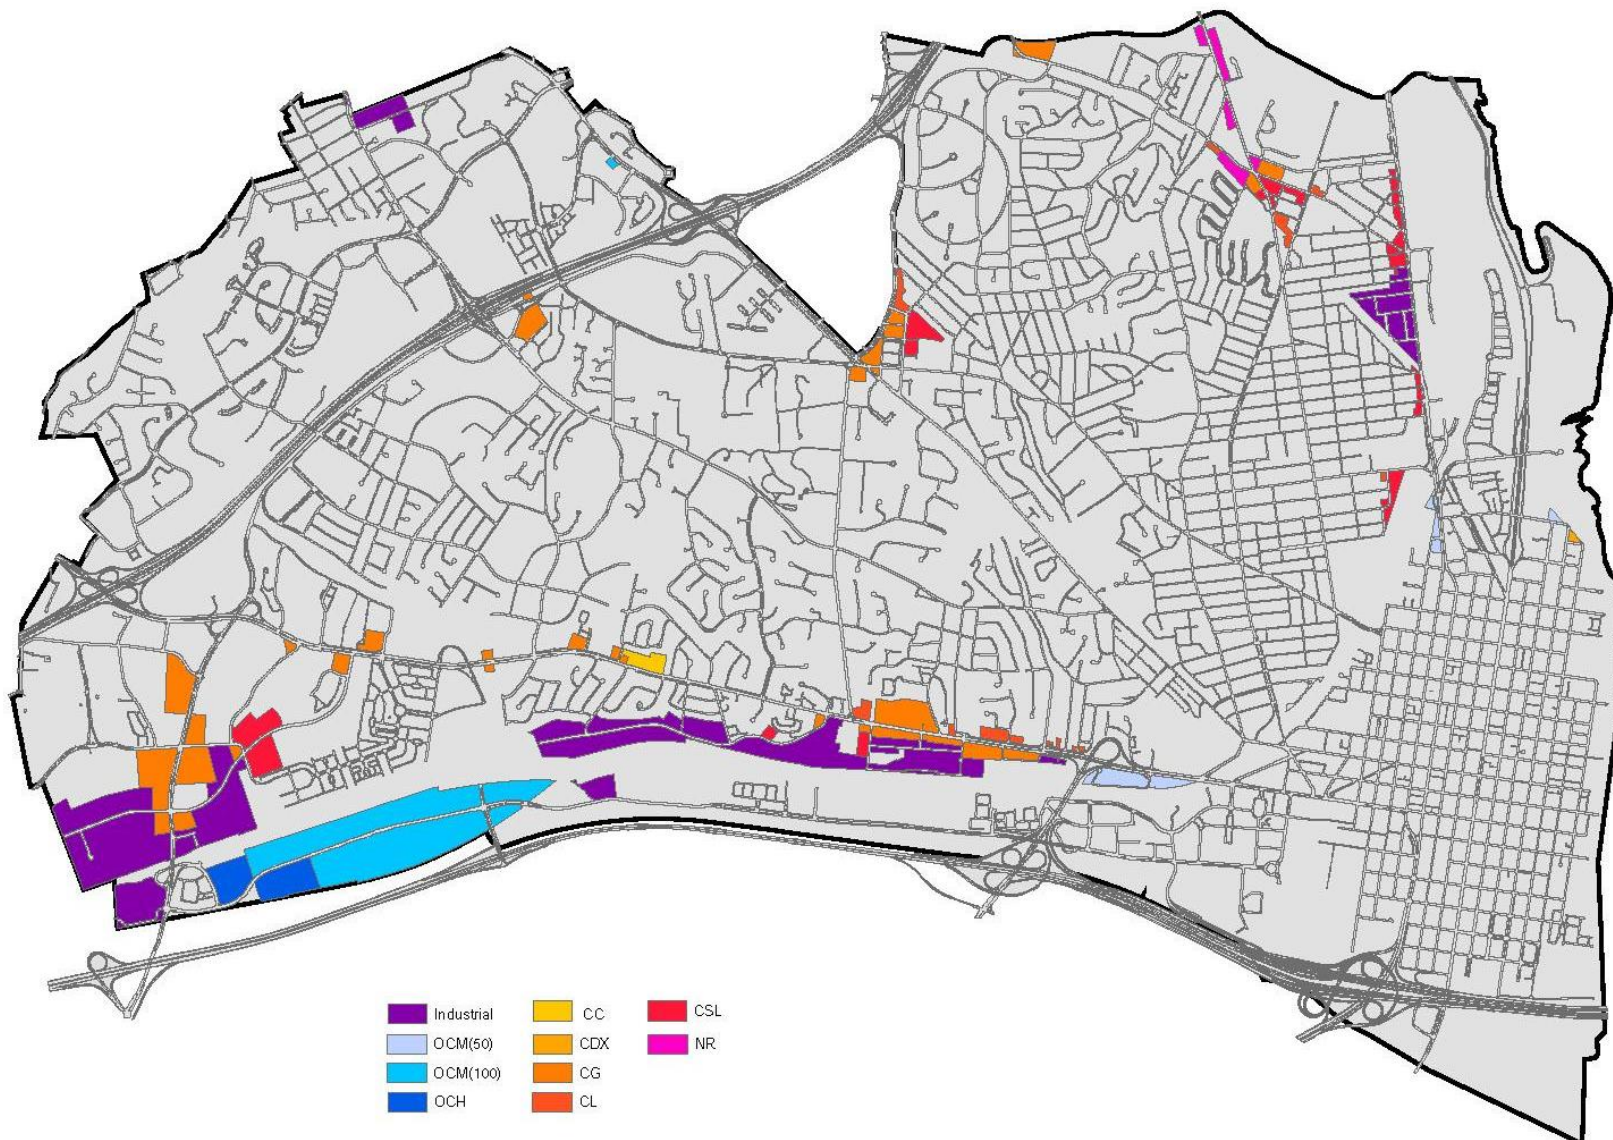 Industrial
OCM(50)
OCM(100)
OCH
CC
CDX
CG
CL
CSL
NR